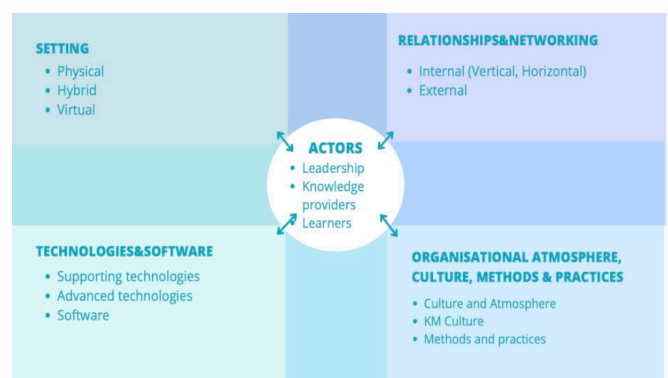 SETTING
• Physical
• Hybrid
• Virtual
RELATIONSHIPS&NETWORKING
• Internal (Vertical, Horizontal)
• External
ACTORS
• Leadership
• Knowledge
providers
• Learners
TECHNOLOGIES&SOFTWARE
• Supporting technologies
• Advanced technologies
• Software
ORGANISATIONAL ATMOSPHERE,
CULTURE, METHODS & PRACTICES
• Culture and Atmosphere
• KM Culture
• Methods and practices